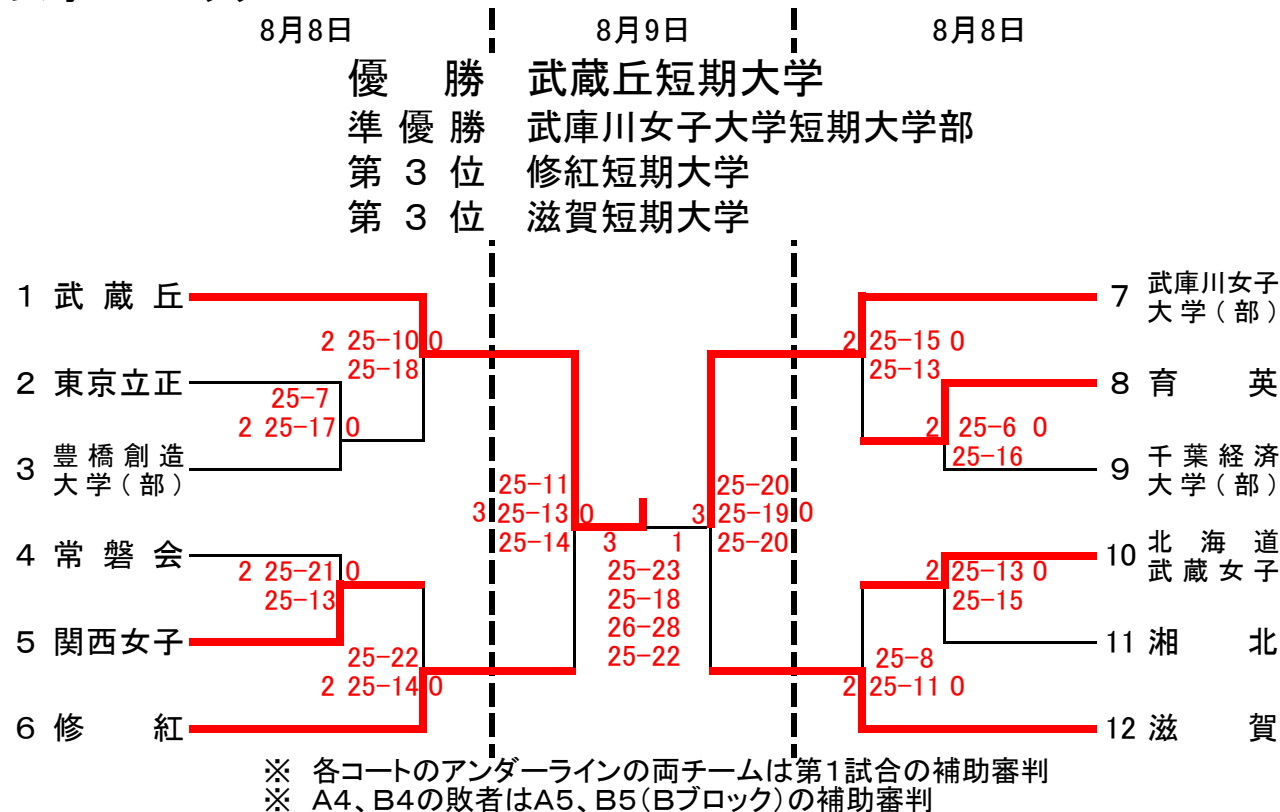 8月8日 8月9日 8月8日
優 勝 武蔵丘短期大学
準優勝 武庫川女子大学短期大学部
第3位 修紅短期大学
第3位 滋賀短期大学
1 武蔵丘
2 25-10 0
25-18
2 東京立正
25-7
2 25-17 0
3 豊橋創造
大学(部)
4 常磐会
2 25-21 0
25-13
5 関西女子
25-22
2 25-14 0
6 修 紅
25-11
3 25-13 0
25-14
3 1
25-23
25-18
26-28
25-22
25-20
3 25-19 0
25-20
7 武庫川女子
大学(部)
2 25-15 0
25-13
8 育 英
2 25-6 0
25-16
9 千葉経済
大学(部)
10 北海道
武蔵女子
2 25-13 0
25-15
11 湘 北
25-8
2 25-11 0
12 滋 賀
※ 各コートのアンダーラインの両チームは第1試合の補助審判
※ A4、B4の敗者はA5、B5(Bブロック)の補助審判